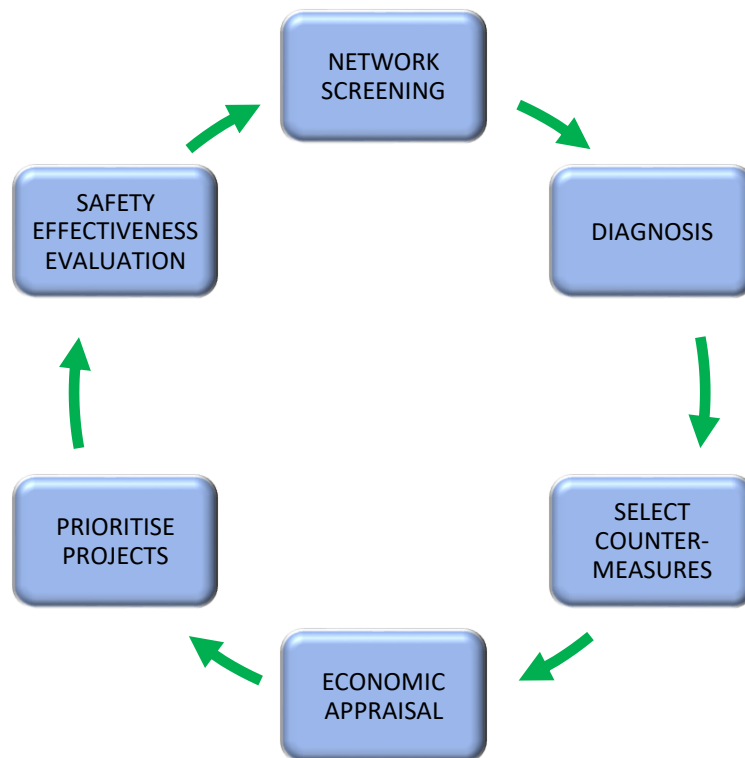 NETWORK
SCREENING
DIAGNOSIS
SELECT
COUNTER-
MEASURES
ECONOMIC
APPRAISAL
PRIORITISE
PROJECTS
SAFETY
EFFECTIVENESS
EVALUATION